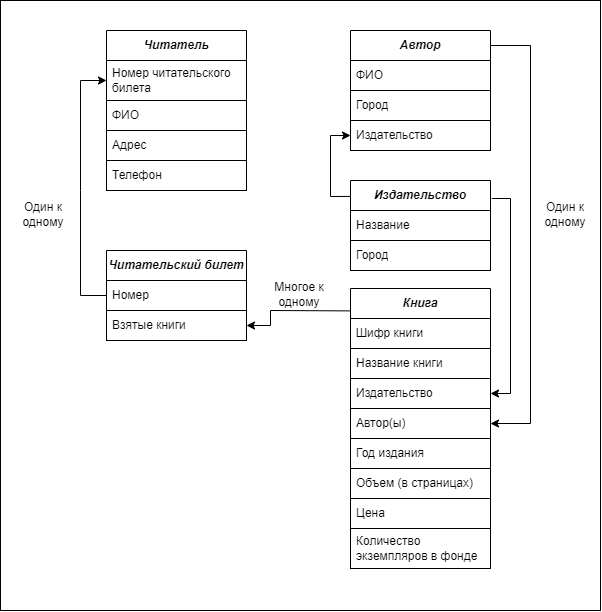 Читатель
Номер читательского
билета
ФИО
Адрес
Телефон
Один к
одному
Читательский билет
Номер
Взятые книги
Многое к
одному
Автор
ФИО
Город
Издательство
Издательство
Название
Город
Один к
одному
Книга
Шифр книги
Название книги
Издательство
Автор(ы)
Год издания
Объем (в страницах)
Цена
Количество
экземпляров в фонде